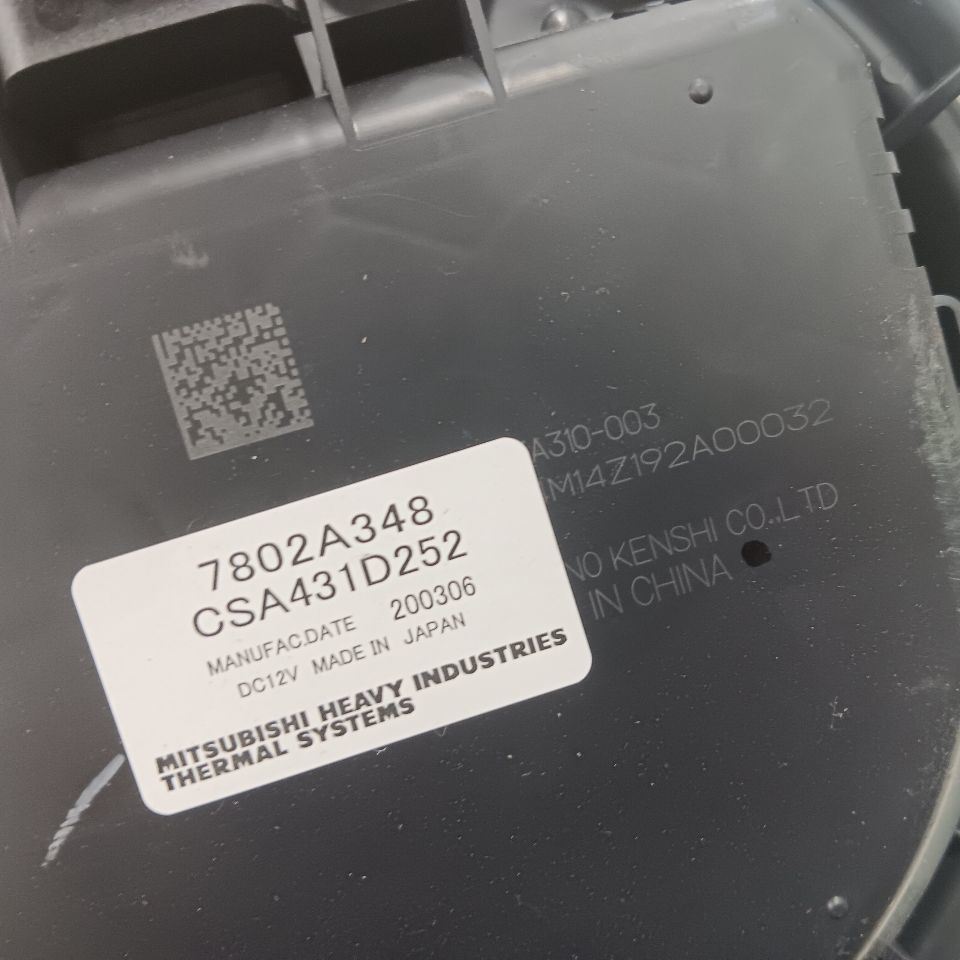 A310-003
M14Z192A00032
NO KENSHI CO.,LTD
IN CHINA
7802A348
CSA431D252
MANUFAC.DATE 200306
DC12V MADE IN JAPAN
MITSUBISHI HEAVY INDUSTRIES
THERMAL SYSTEMS